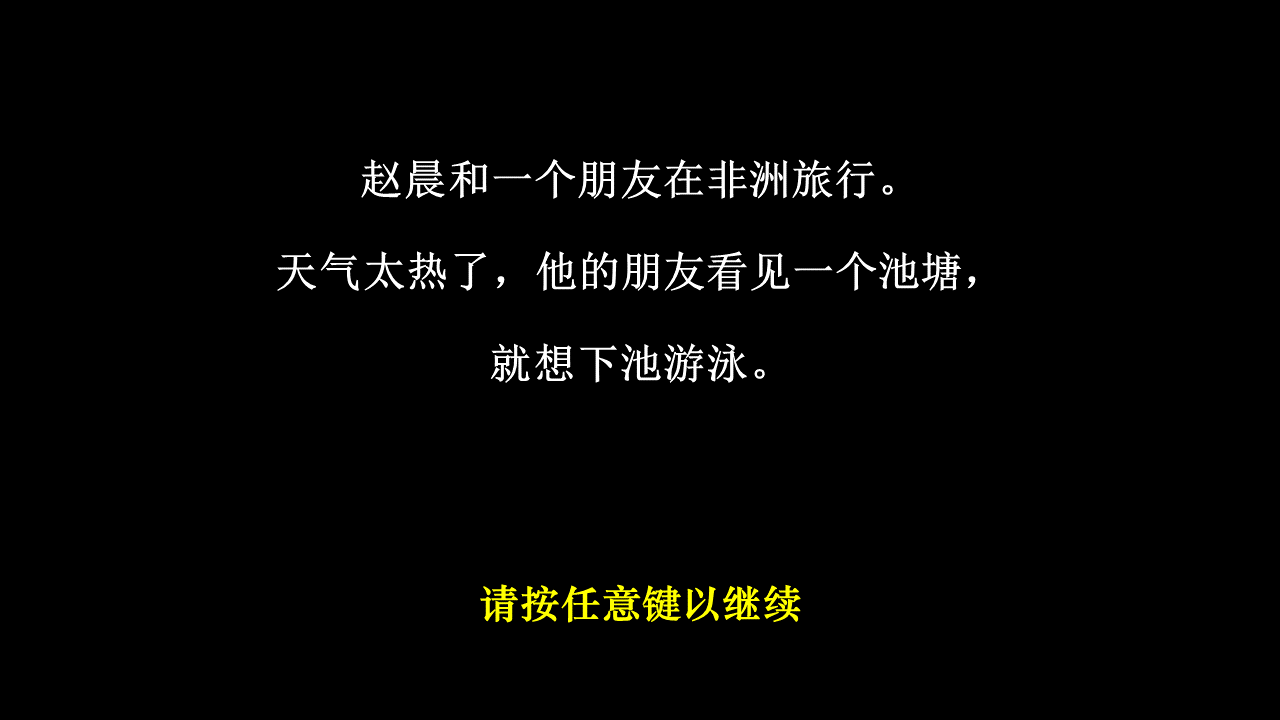 赵晨和一个朋友在非洲旅行。
天气太热了，他的朋友看见一个池塘，
就想下池游泳。
请按任意键以继续